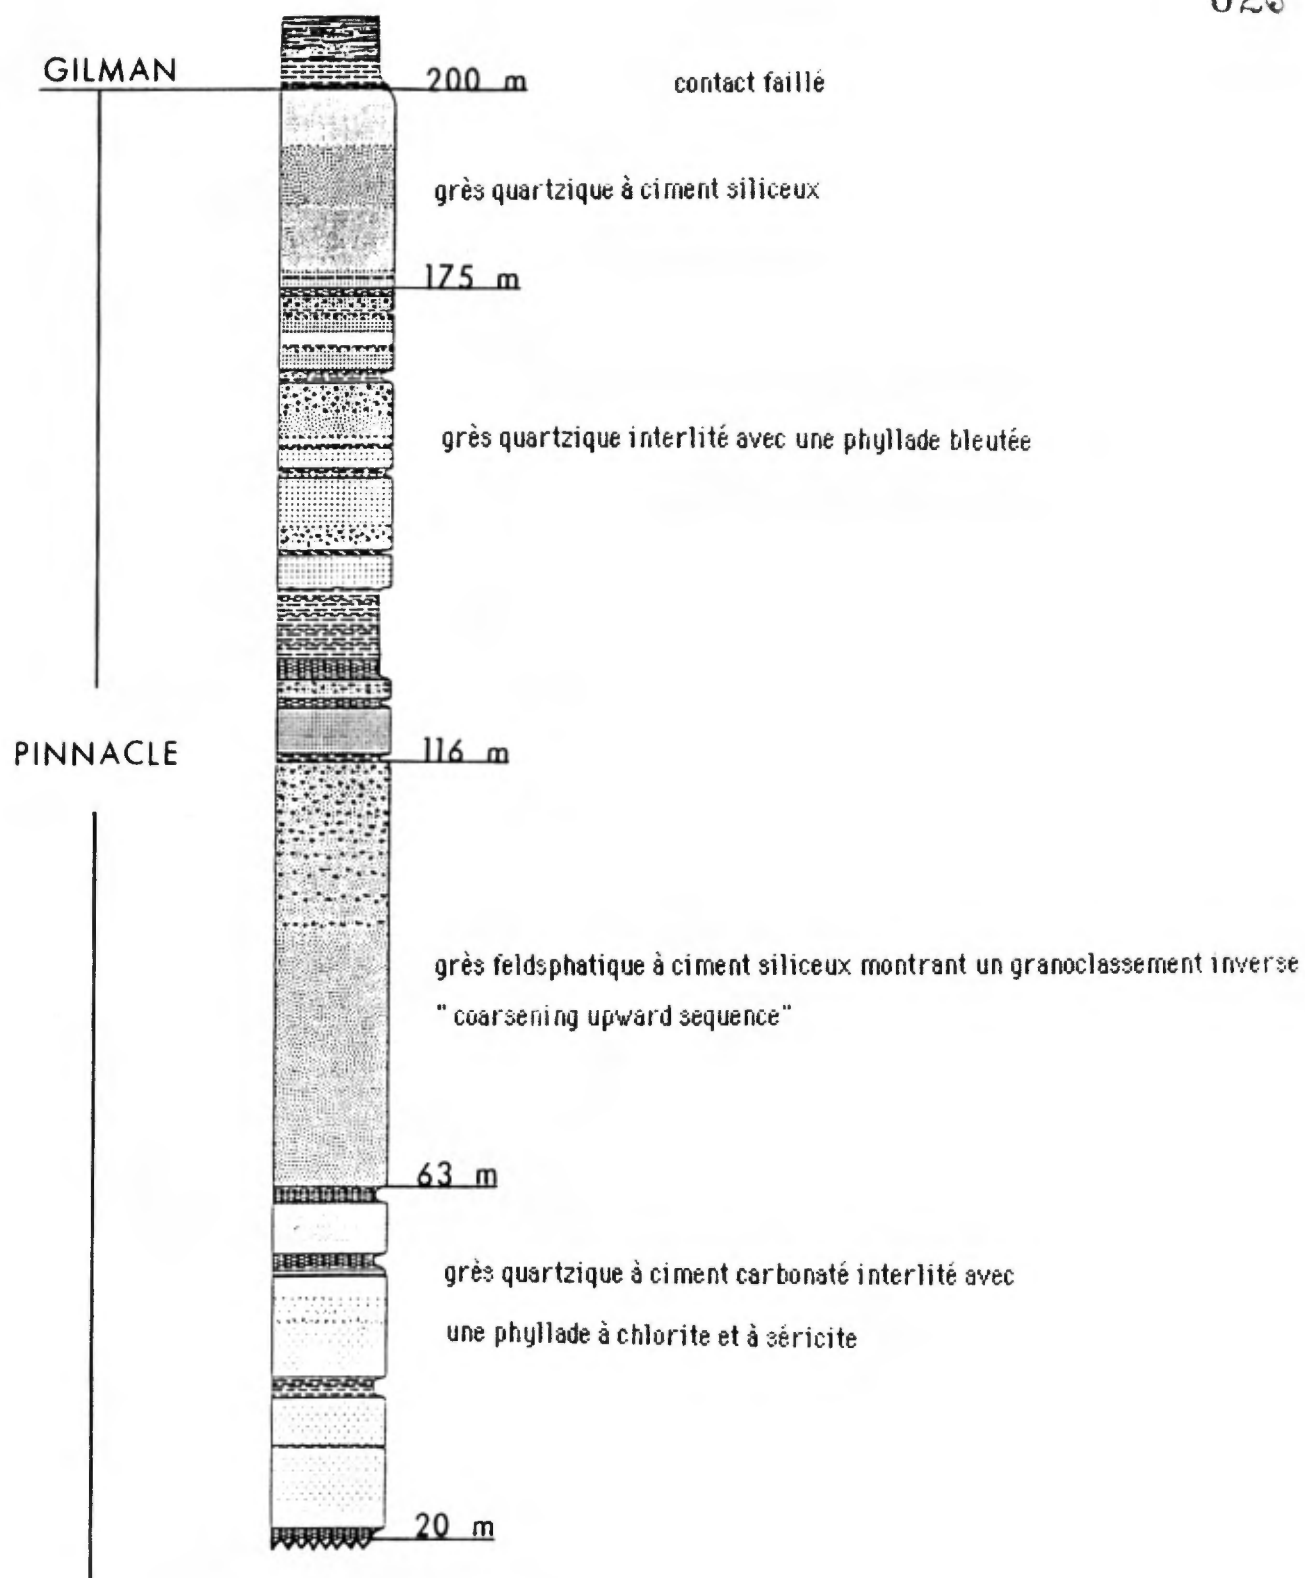 GILMAN
200 m
contact faillé
grès quartzique à ciment siliceux
175 m
grès quartzique interlité avec une phyllade bleutée
PINNACLE
116 m
grès feldsphatique à ciment siliceux montrant un granoclassement inverse
" coarsening upward sequence"
63 m
grès quartzique à ciment carbonaté interlité avec
une phyllade à chlorite et à séricite
20 m